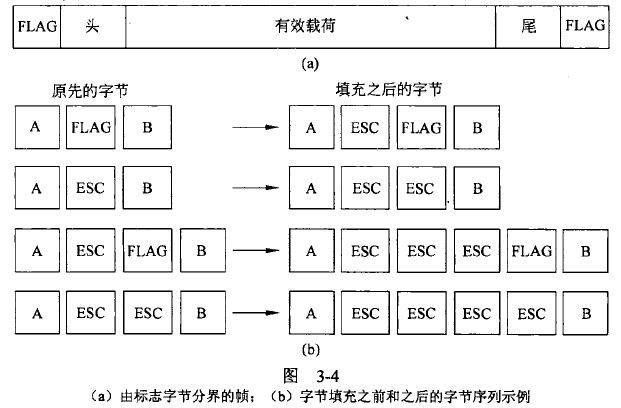 FLAG 头 有效载荷 尾 FLAG
(a)
原先的字节 填充之后的字节
A FLAG B A ESC FLAG B
A ESC B A ESC ESC B
A ESC FLAG B A ESC ESC ESC FLAG B
A ESC ESC B A ESC ESC ESC ESC B
(b)
图 3-4
(a)由标志字节分界的帧;(b)字节填充之前和之后的字节序列示例